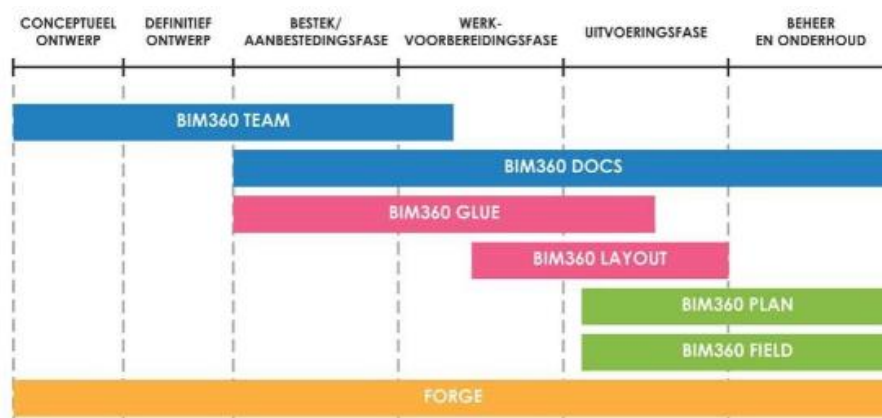 CONCEPTUEEL
ONTWERP
DEFINITIEF
ONTWERP
BESTEK/
AANBESTEDINGSFASE
WERK-
VOORBEREIDINGSFASE
UITVOERINGSFASE
BEHEER
EN ONDERHOUD
BIM360 TEAM
BIM360 DOCS
BIM360 GLUE
BIM360 LAYOUT
BIM360 PLAN
BIM360 FIELD
FORGE